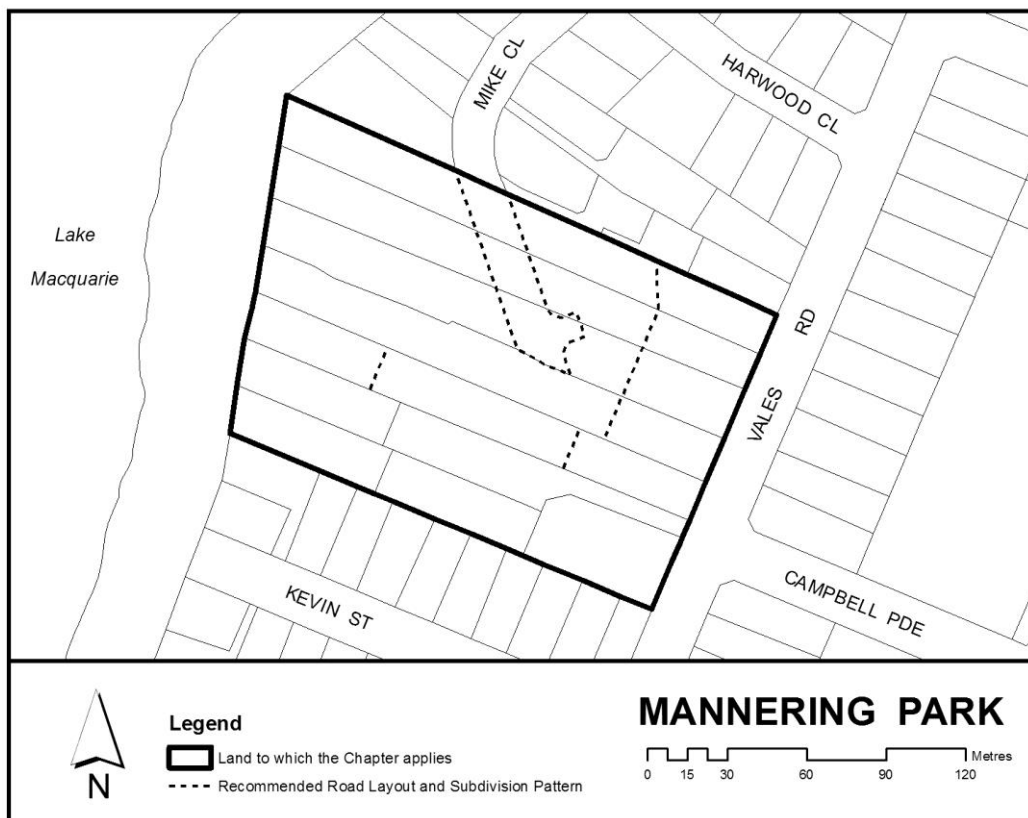 MIKE CL
HARWOOD CL
Lake
Macquarie
VALES RD
KEVIN ST
CAMPBELL PDE
N
Legend
Land to which the Chapter applies
Recommended Road Layout and Subdivision Pattern
MANNERING PARK
Metres
0 15 30 60 90 120